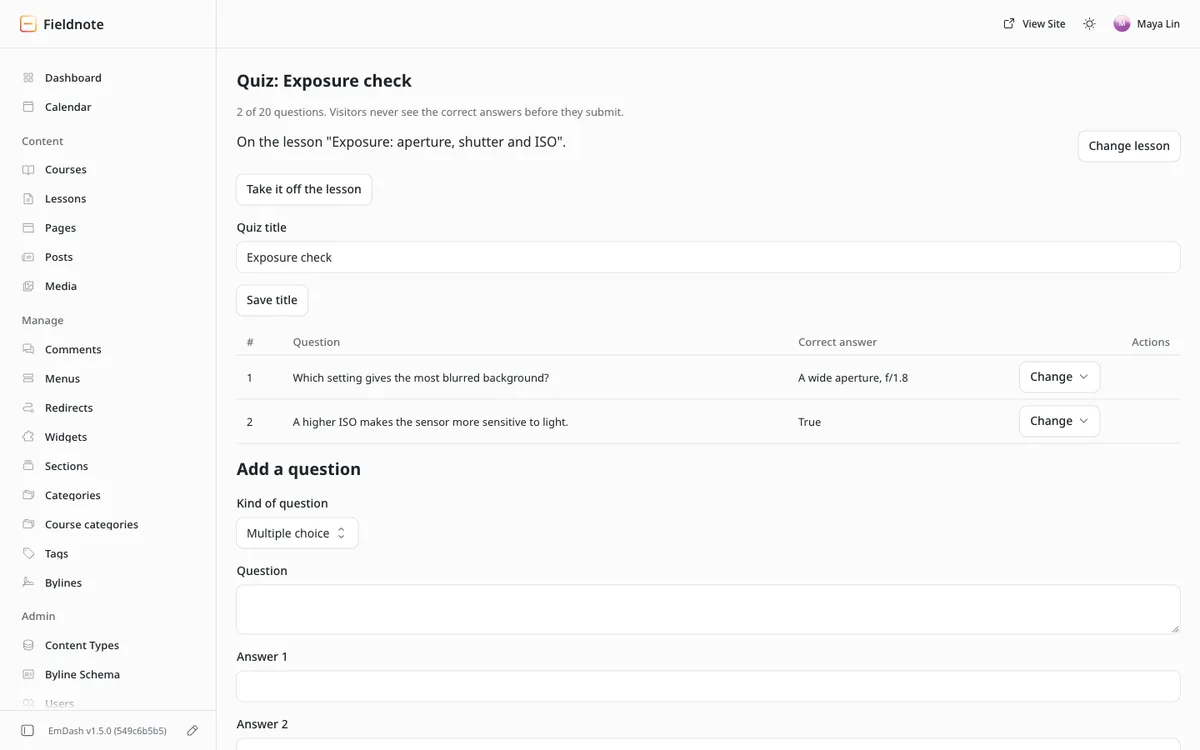 Fieldnote
View Site
Maya Lin
Dashboard
Calendar
Content
Courses
Lessons
Pages
Posts
Media
Manage
Comments
Menus
Redirects
Widgets
Sections
Categories
Course categories
Tags
Bylines
Admin
Content Types
Byline Schema
Users
EmDash v1.5.0 (549c6b5b5)
Quiz: Exposure check
2 of 20 questions. Visitors never see the correct answers before they submit.
On the lesson "Exposure: aperture, shutter and ISO".
Change lesson
Take it off the lesson
Quiz title
Exposure check
Save title
# Question Correct answer Actions
1 Which setting gives the most blurred background? A wide aperture, f/1.8 Change
2 A higher ISO makes the sensor more sensitive to light. True Change
Add a question
Kind of question
Multiple choice
Question
Answer 1
Answer 2